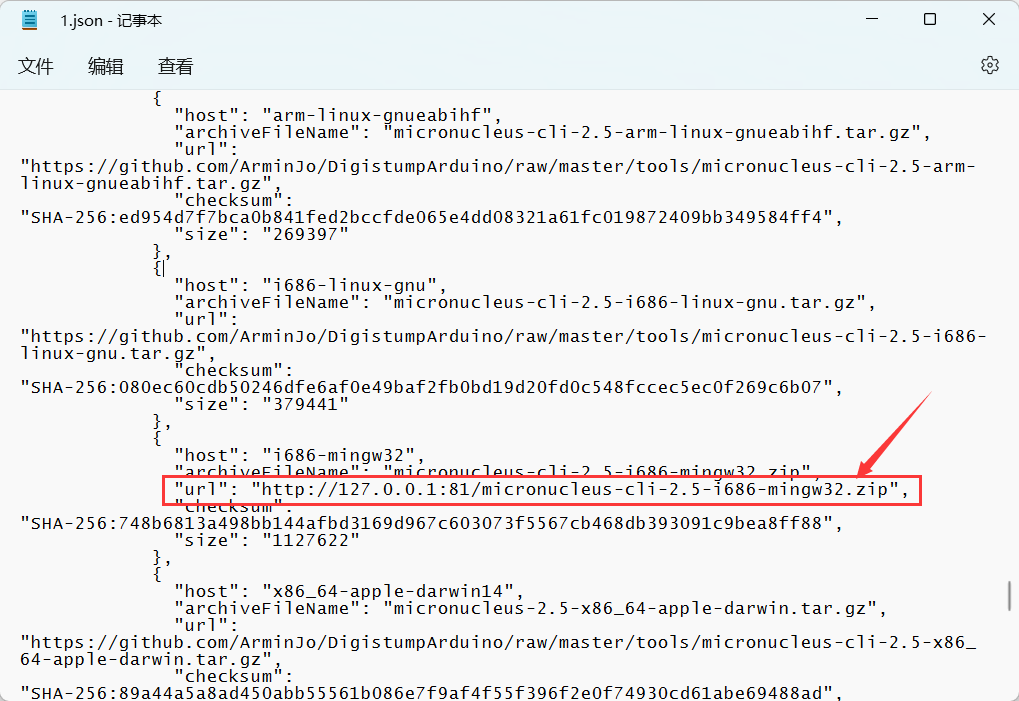 1.json - 记事本
文件 编辑 查看
{
"host": "arm-linux-gnueabihf",
"archiveFileName": "micronucleus-cli-2.5-arm-linux-gnueabihf.tar.gz",
"url":
"https://github.com/ArminJo/DigistumpArduino/raw/master/tools/micronucleus-cli-2.5-arm-
linux-gnueabihf.tar.gz",
"checksum":
"SHA-256:ed954d7f7bca0b841fed2bccfde065e4dd08321a61fc019872409bb349584ff4",
"size": "269397"
},
{
"host": "i686-linux-gnu",
"archiveFileName": "micronucleus-cli-2.5-i686-linux-gnu.tar.gz",
"url":
"https://github.com/ArminJo/DigistumpArduino/raw/master/tools/micronucleus-cli-2.5-i686-
linux-gnu.tar.gz",
"checksum":
"SHA-256:080ec60cdb50246dfe6af0e49baf2fb0bd19d20fd0c548fccec5ec0f269c6b07",
"size": "379441"
},
{
"host": "i686-mingw32",
"archiveFileName": "micronucleus-cli-2.5-i686-mingw32.zip",
"url": "http://127.0.0.1:81/micronucleus-cli-2.5-i686-mingw32.zip",
"checksum":
"SHA-256:748b6813a498bb144afbd3169d967c603073f5567cb468db393091c9bea8ff88",
"size": "1127622"
},
{
"host": "x86_64-apple-darwin14",
"archiveFileName": "micronucleus-2.5-x86_64-apple-darwin.tar.gz",
"url":
"https://github.com/ArminJo/DigistumpArduino/raw/master/tools/micronucleus-cli-2.5-x86_
64-apple-darwin.tar.gz",
"checksum":
"SHA-256:89a44a5a8ad450abb55561b086e7f9af4f55f396f2e0f74930cd61abe69488ad",